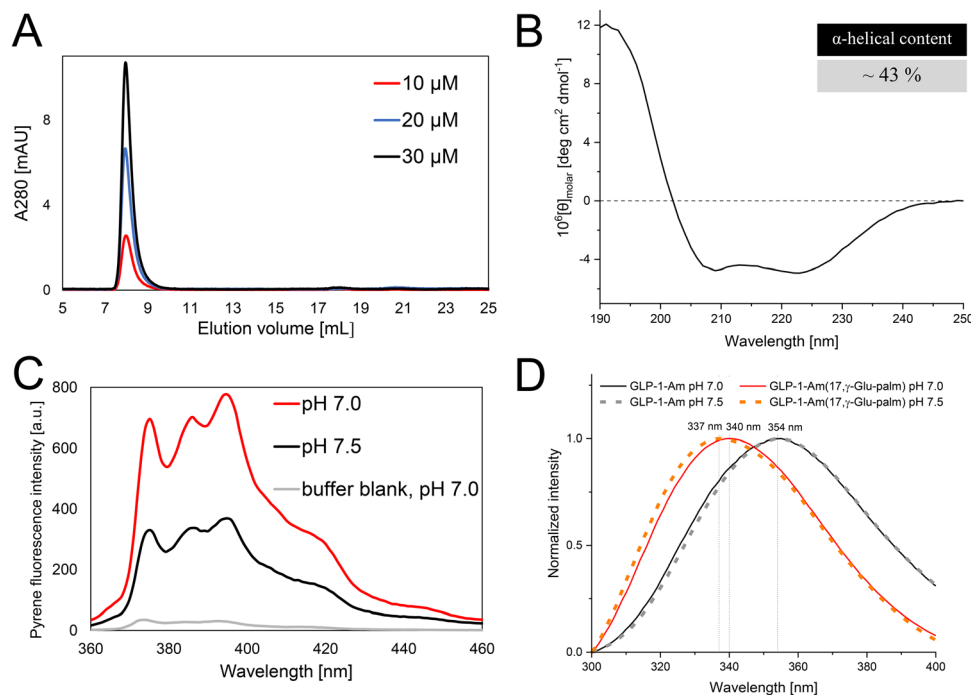 A
A280 [mAU]
8
4
0
10 µM
20 µM
30 µM
5 7 9 11 13 15 17 19 21 23 25
Elution volume [mL]
B
10⁶[θ]molar [deg cm² dmol⁻¹]
12
8
4
0
-4
α-helical content
~ 43 %
190 200 210 220 230 240 250
Wavelength [nm]
C
Pyrene fluorescence intensity [a.u.]
800
600
400
200
0
pH 7.0
pH 7.5
buffer blank, pH 7.0
360 380 400 420 440 460
Wavelength [nm]
D
GLP-1-Am pH 7.0 GLP-1-Am(17,γ-Glu-palm) pH 7.0
GLP-1-Am pH 7.5 GLP-1-Am(17,γ-Glu-palm) pH 7.5
337 nm 340 nm 354 nm
Normalized intensity
1.0
0.5
0.0
300 320 340 360 380 400
Wavelength [nm]